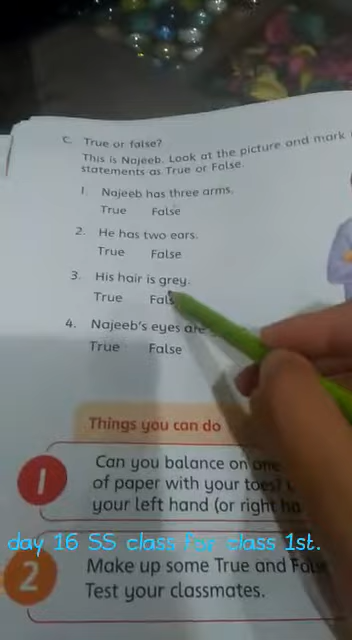 C. True or false?
This is Najeeb. Look at the picture and mark
statements as True or False.
1. Najeeb has three arms.
True False
2. He has two ears.
True False
3. His hair is grey.
True Fals
4. Najeeb's eyes are
True False
Things you can do
1 Can you balance on one
of paper with your toes?
your left hand (or right ha
day 16 SS class for class 1st.
2 Make up some True and False
Test your classmates.